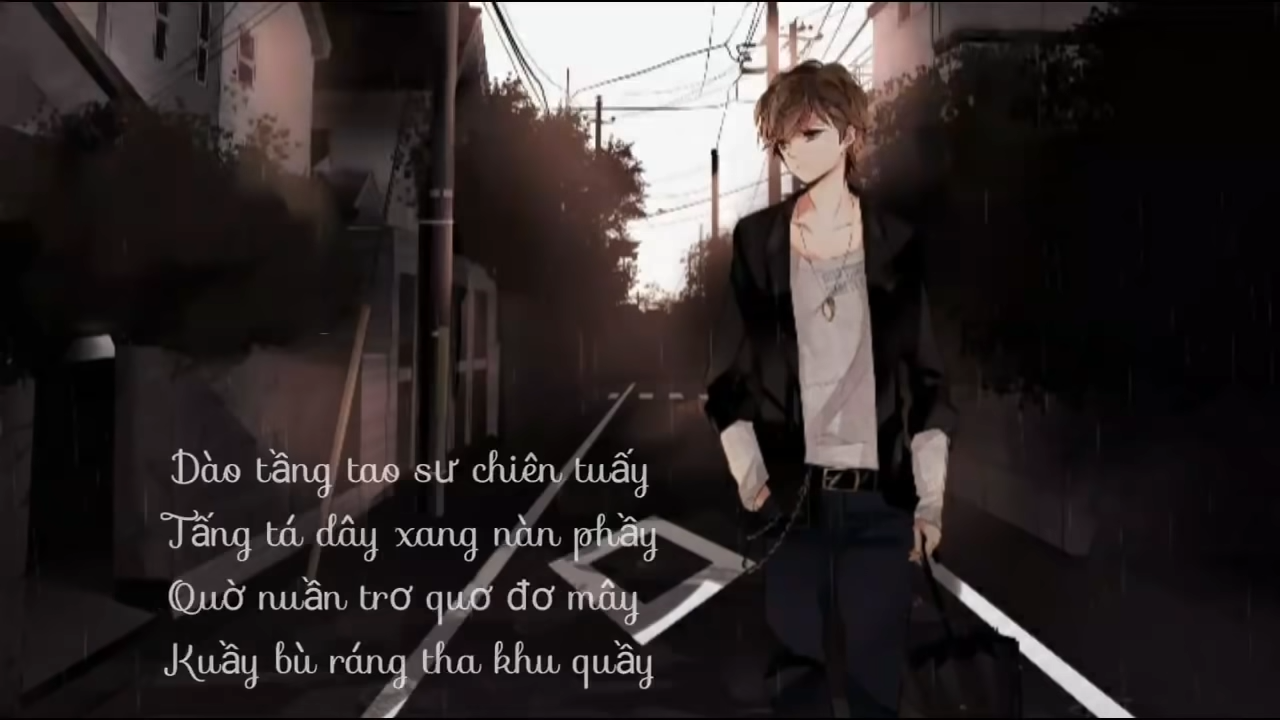 Dào tầng tao sư chiên tuấy
Tấng tá dây xang nàn phầy
Quờ nuần trơ quơ đơ mây
Kuầy bù ráng tha khu quầy